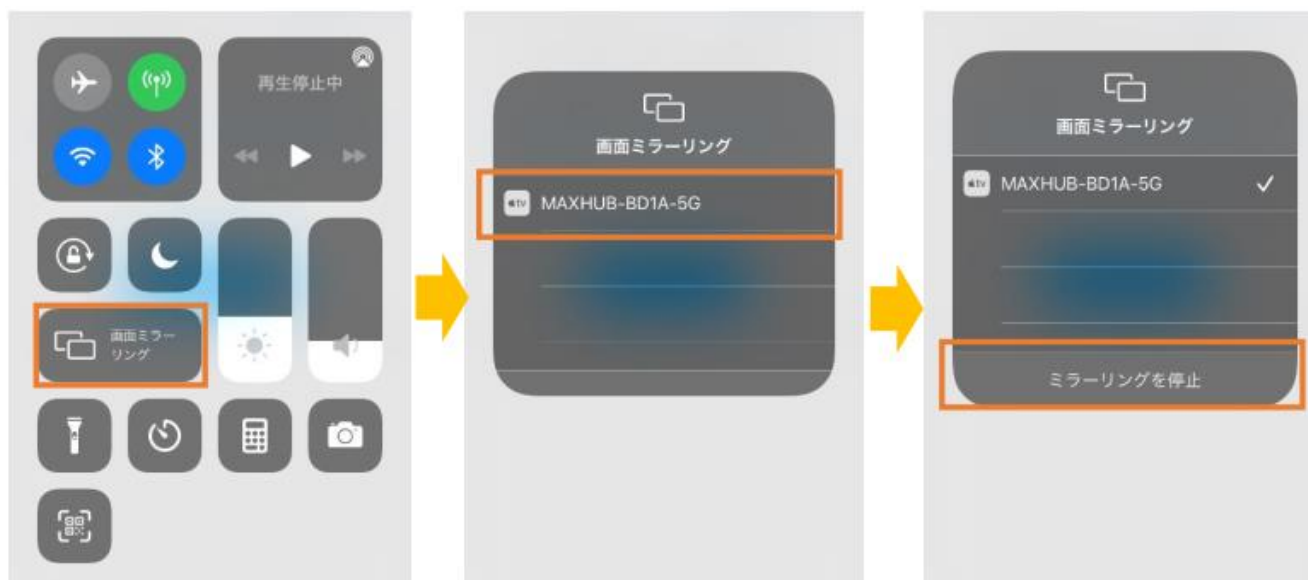 再生停止中
画面ミラー
リング
画面ミラーリング
tv
MAXHUB-BD1A-5G
画面ミラーリング
tv
MAXHUB-BD1A-5G
ミラーリングを停止